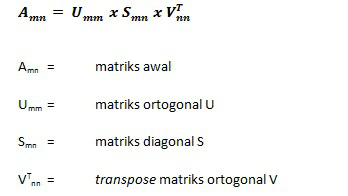 Aₘₙ = Uₘₘ x Sₘₙ x Vᵀₙₙ
Aₘₙ = matriks awal
Uₘₘ = matriks ortogonal U
Sₘₙ = matriks diagonal S
Vᵀₙₙ = transpose matriks ortogonal V